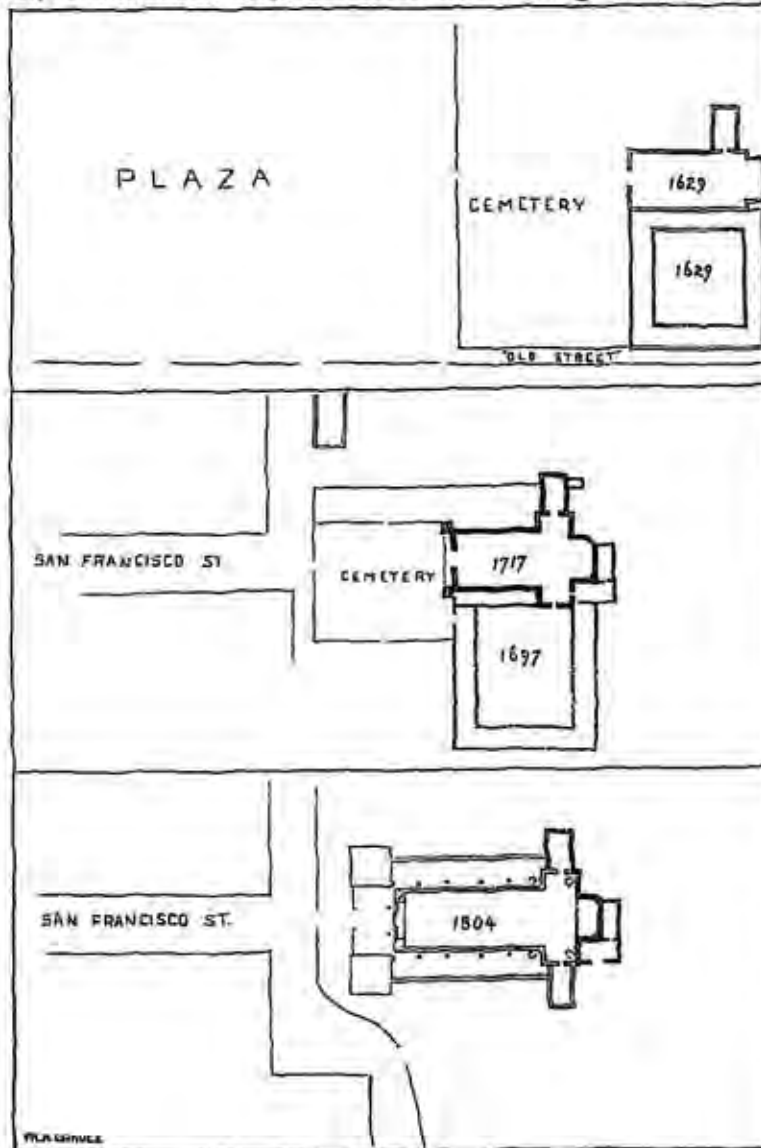 PLAZA
CEMETERY
1629
1629
"OLD STREET"
SAN FRANCISCO ST
CEMETERY
1717
1697
SAN FRANCISCO ST.
1804